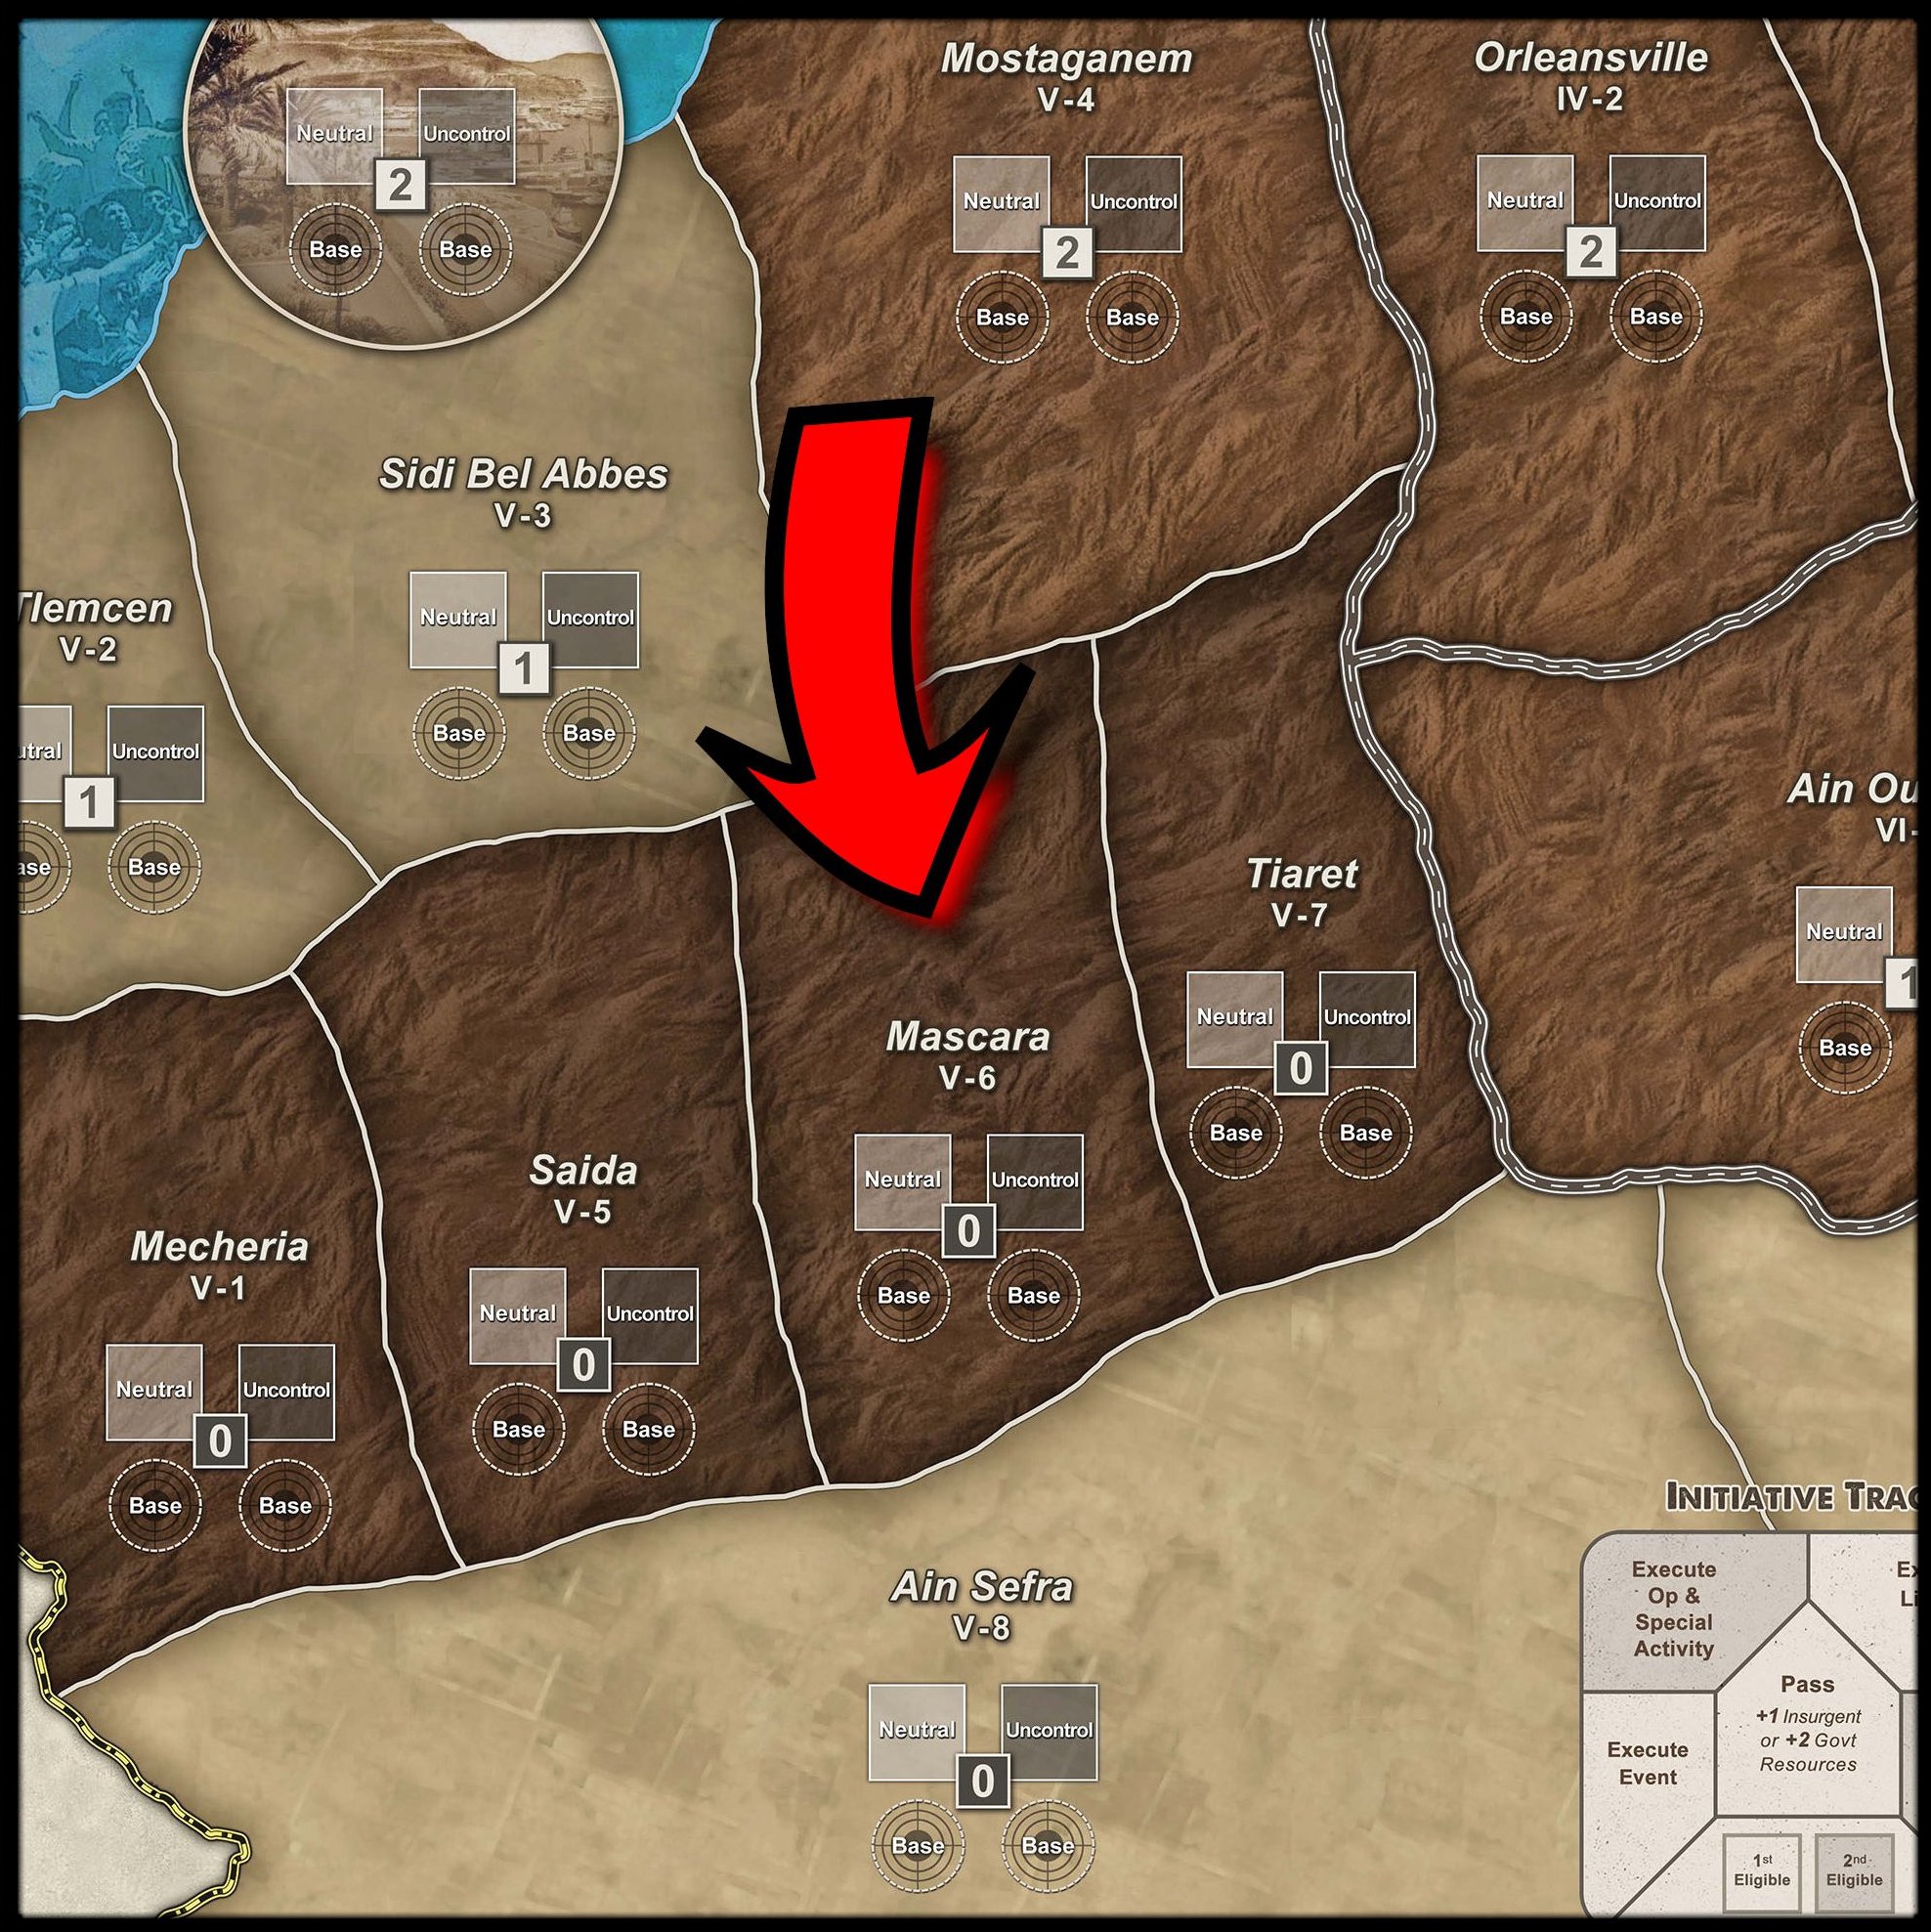 Neutral
Uncontrol
2
Base
Base
Mostaganem
V-4
Neutral
Uncontrol
2
Base
Base
Orleansville
IV-2
Neutral
Uncontrol
2
Base
Base
Sidi Bel Abbes
V-3
Neutral
Uncontrol
1
Base
Base
Tlemcen
V-2
utral
Uncontrol
1
ase
Base
Ain Ou
VI-
Neutral
1
Base
Tiaret
V-7
Neutral
Uncontrol
0
Base
Base
Mascara
V-6
Neutral
Uncontrol
0
Base
Base
Saida
V-5
Neutral
Uncontrol
0
Base
Base
Mecheria
V-1
Neutral
Uncontrol
0
Base
Base
Ain Sefra
V-8
Neutral
Uncontrol
0
Base
Base
INITIATIVE TRAC
Execute
Op &
Special
Activity
Ex
Li
Pass
+1 Insurgent
or +2 Govt
Resources
Execute
Event
1st
Eligible
2nd
Eligible